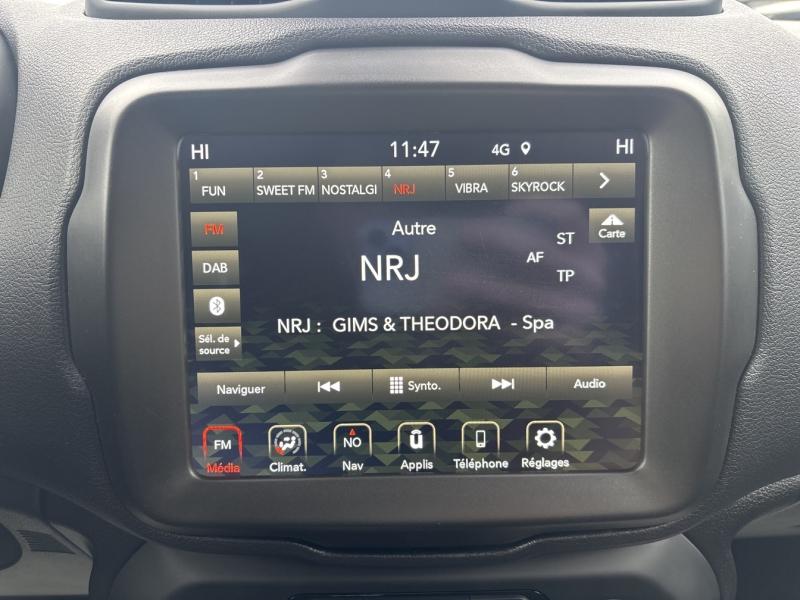 HI 11:47 4G HI
1 FUN 2 SWEET FM 3 NOSTALGI 4 NRJ 5 VIBRA 6 SKYROCK
FM
Autre
Carte
ST
DAB
AF
NRJ
TP
NRJ : GIMS & THEODORA - Spa
Sél. de
source
Naviguer Synto. Audio
FM NO
Média Climat. Nav Applis Téléphone Réglages